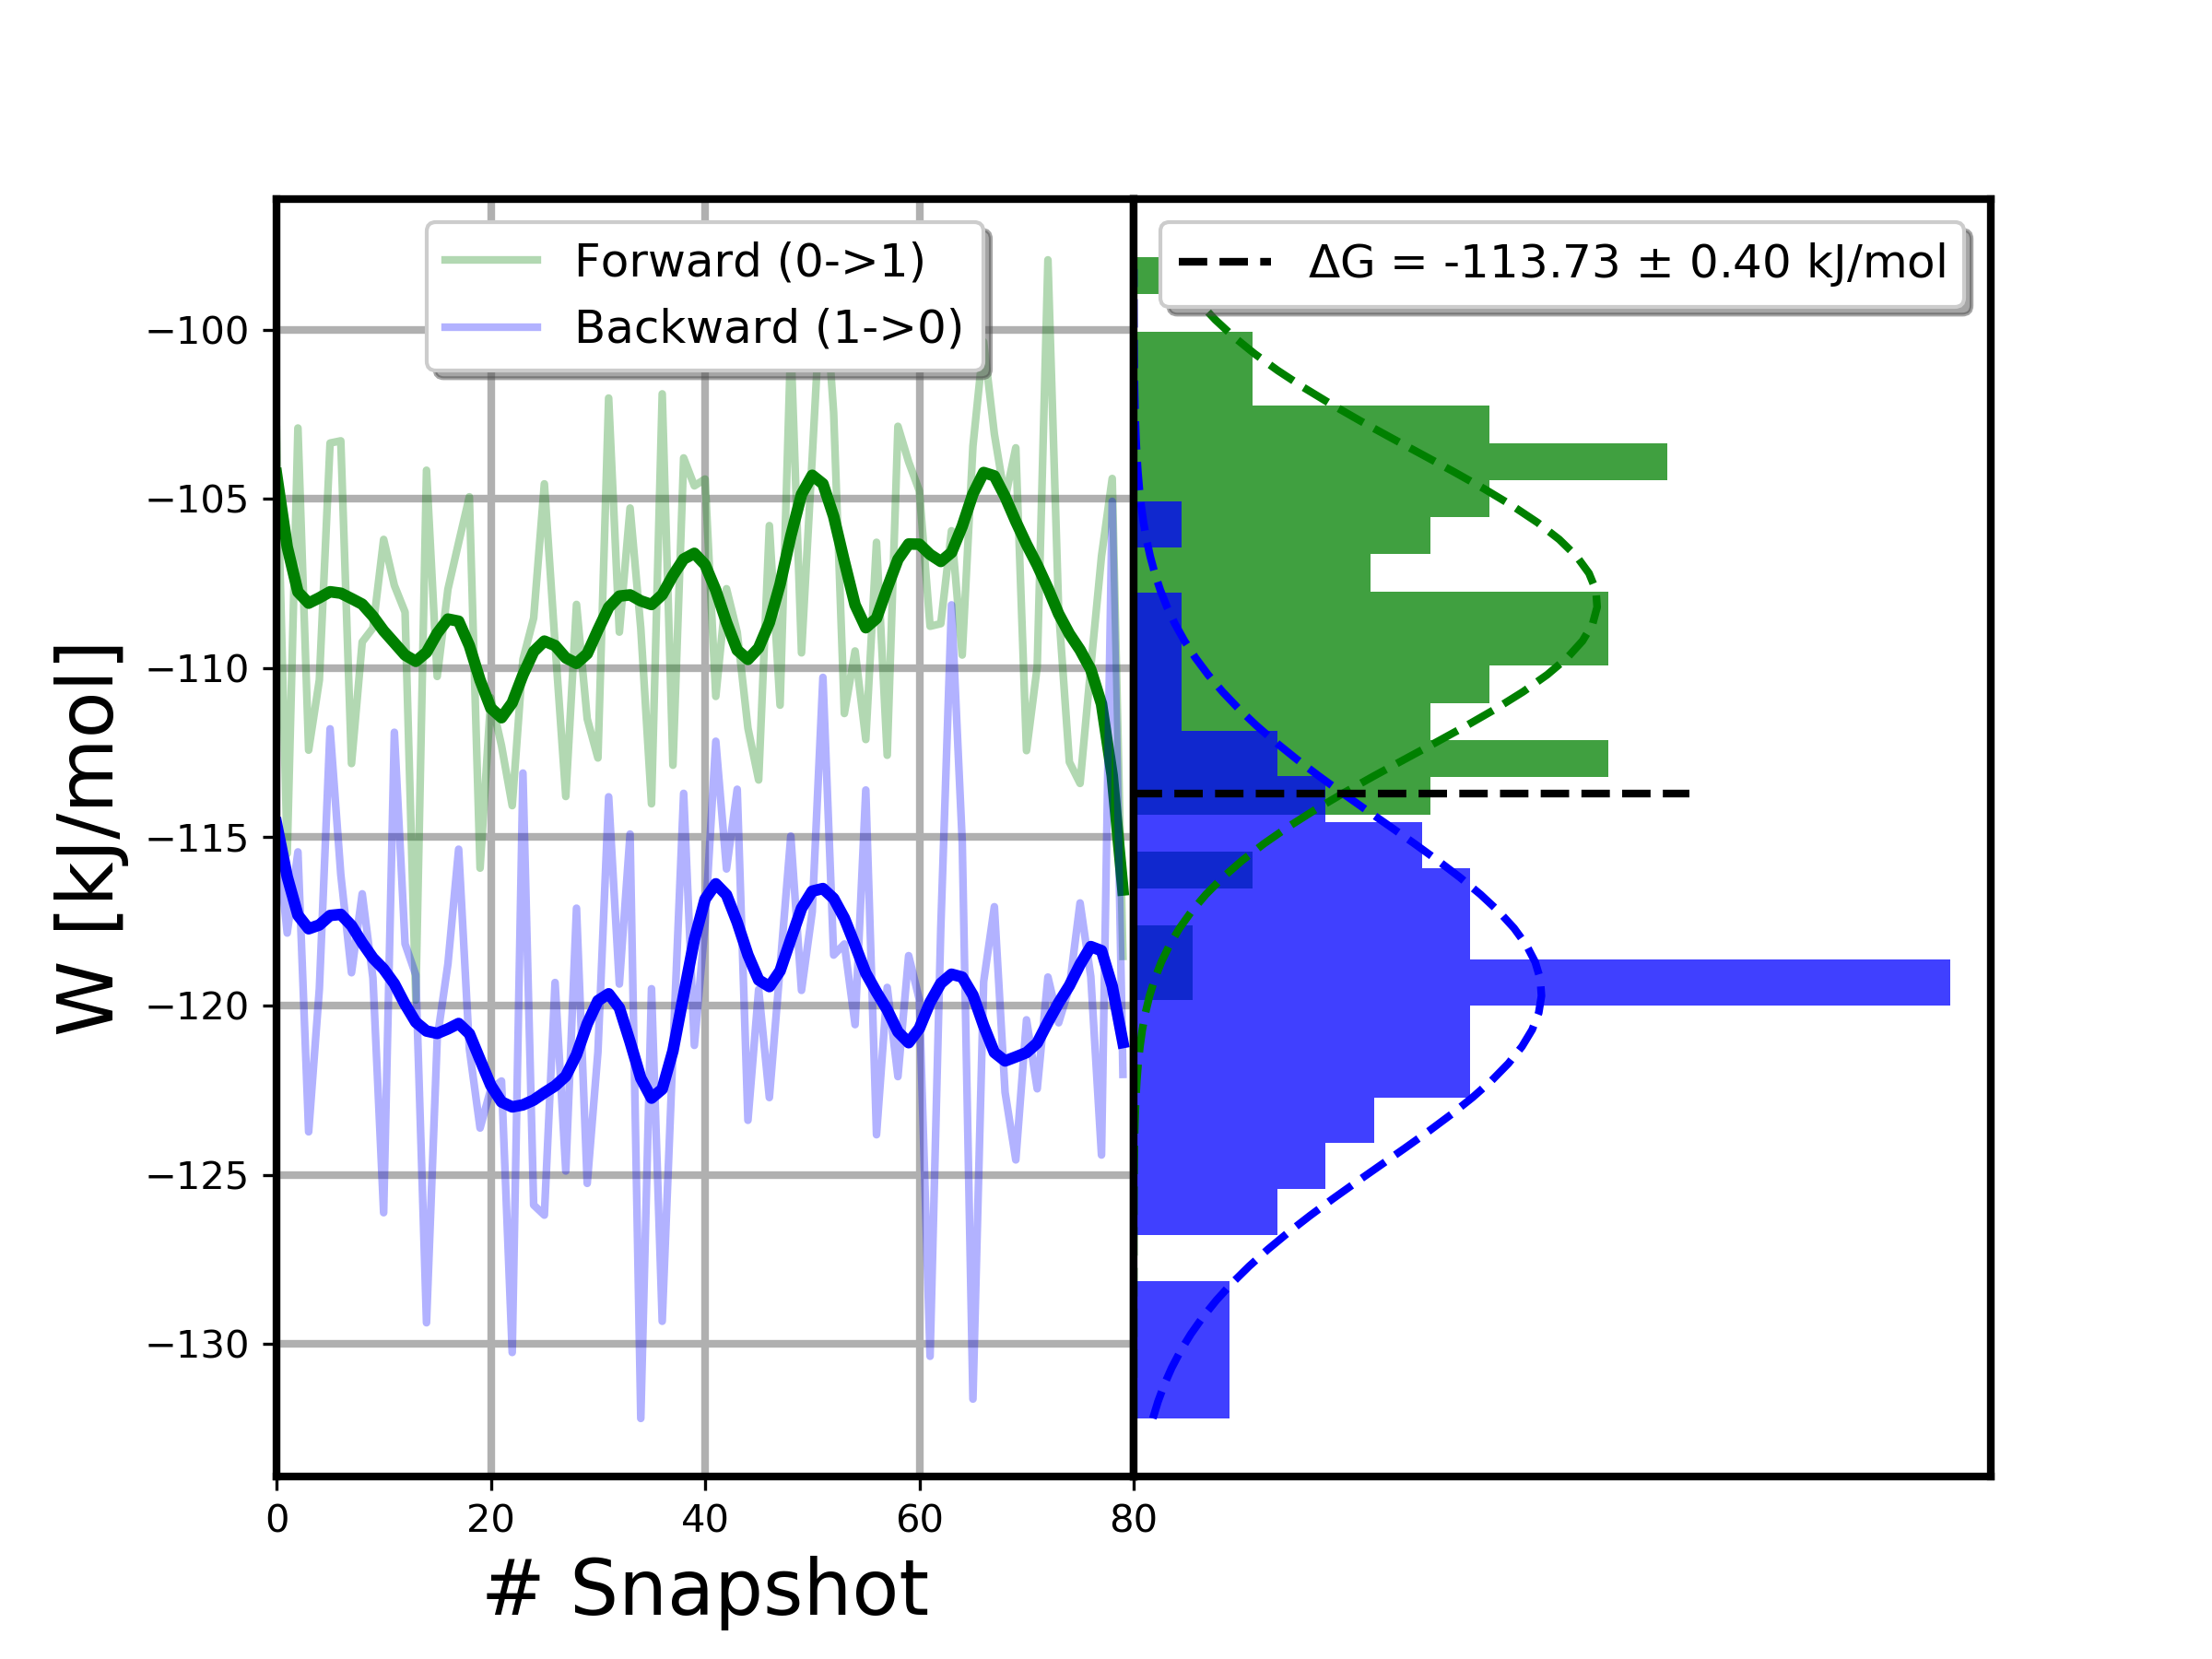 Forward (0->1)
Backward (1->0)
ΔG = -113.73 ± 0.40 kJ/mol
−100
−105
−110
−115
−120
−125
−130
W [kJ/mol]
0 20 40 60 80
# Snapshot